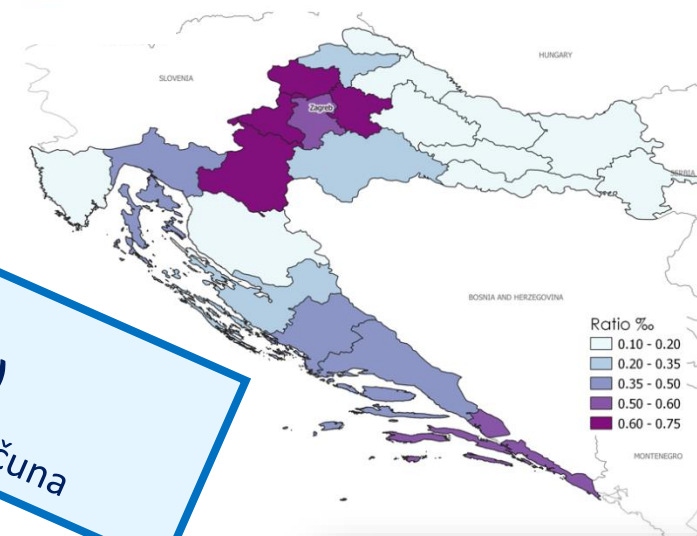 HUNGARY
SLOVENIA
Zagreb
SERBIA
BOSNIA AND HERZEGOVINA
Ratio ‰
0.10 - 0.20
0.20 - 0.35
0.35 - 0.50
0.50 - 0.60
0.60 - 0.75
MONTENEGRO